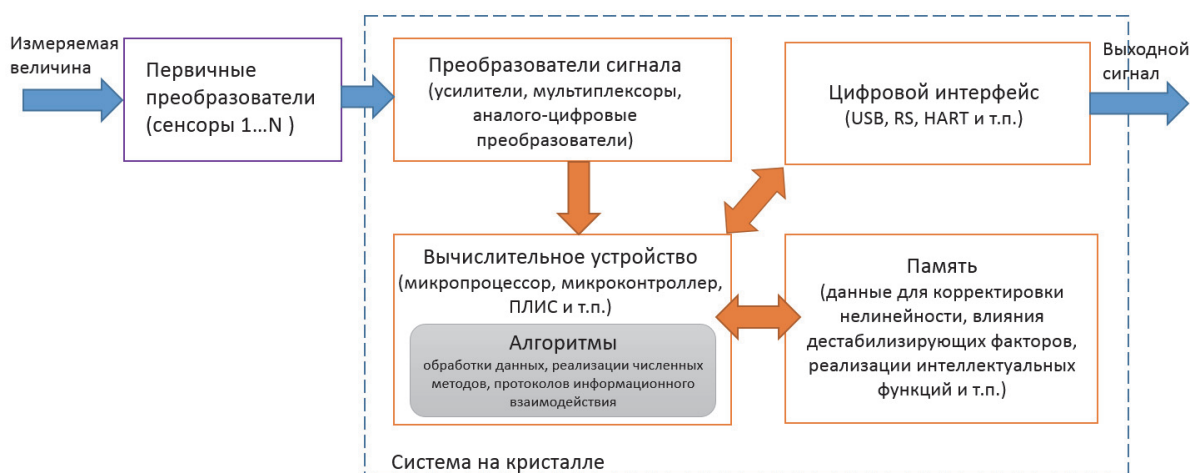 Измеряемая
величина
Первичные
преобразователи
(сенсоры 1...N )
Преобразователи сигнала
(усилители, мультиплексоры,
аналого-цифровые
преобразователи)
Цифровой интерфейс
(USB, RS, HART и т.п.)
Выходной
сигнал
Вычислительное устройство
(микропроцессор, микроконтроллер,
ПЛИС и т.п.)
Алгоритмы
обработки данных, реализации численных
методов, протоколов информационного
взаимодействия
Память
(данные для корректировки
нелинейности, влияния
дестабилизирующих факторов,
реализации интеллектуальных
функций и т.п.)
Система на кристалле